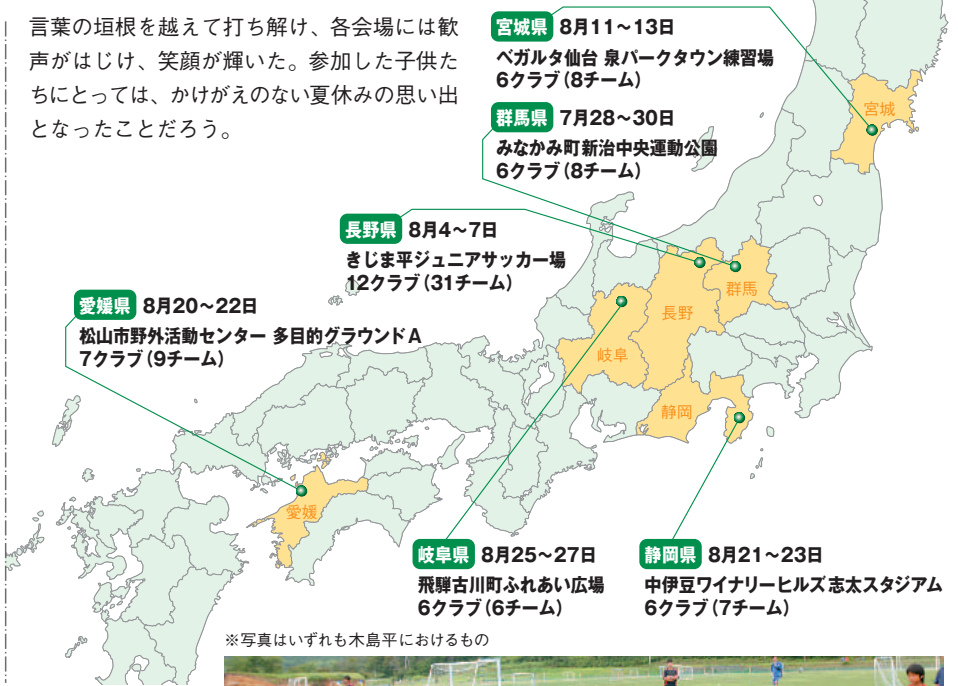 言葉の垣根を越えて打ち解け、各会場には歓
声がはじけ、笑顔が輝いた。参加した子供た
ちにとっては、かけがえのない夏休みの思い出
となったことだろう。
宮城県 8月11〜13日
ベガルタ仙台 泉パークタウン練習場
6クラブ(8チーム)
群馬県 7月28〜30日
みなかみ町新治中央運動公園
6クラブ(8チーム)
長野県 8月4〜7日
きじま平ジュニアサッカー場
12クラブ(31チーム)
愛媛県 8月20〜22日
松山市野外活動センター 多目的グラウンドA
7クラブ(9チーム)
宮城
群馬
長野
岐阜
静岡
愛媛
岐阜県 8月25〜27日
飛騨古川町ふれあい広場
6クラブ(6チーム)
静岡県 8月21〜23日
中伊豆ワイナリーヒルズ志太スタジアム
6クラブ(7チーム)
※写真はいずれも木島平におけるもの